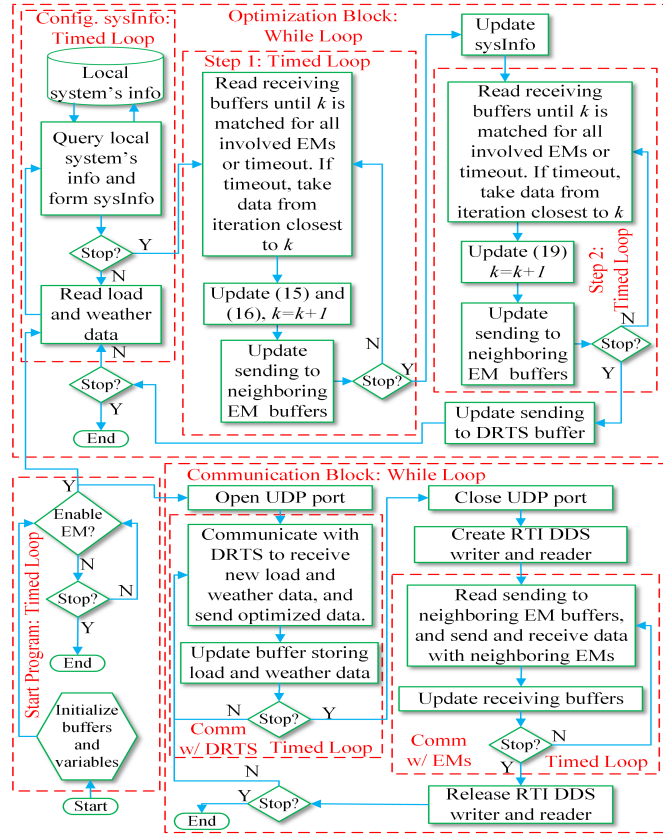 Config. sysInfo:
Timed Loop
Local
system's info
Query local
system's
info and
form sysInfo
Stop?
Y
N
Read load
and weather
data
N
Stop?
Y
End
Optimization Block:
While Loop
Step 1: Timed Loop
Read receiving
buffers until k is
matched for all
involved EMs
or timeout. If
timeout, take
data from
iteration closest
to k
Update (15) and
(16), k=k+1
Update
sending to
neighboring
EM buffers
N
Stop?
Y
Update
sysInfo
Read receiving
buffers until k is
matched for all
involved EMs or
timeout. If timeout,
take data from
iteration closest to k
Update (19)
k=k+1
Step 2:
Timed Loop
Update
sending to
neighboring
EM buffers
N
Stop?
Y
Update sending
to DRTS buffer
Start Program: Timed Loop
Y
Enable
EM?
N
N
Stop?
Y
End
Initialize
buffers
and
variables
Start
Communication Block: While Loop
Open UDP port
Communicate with
DRTS to receive
new load and
weather data, and
send optimized data.
Update buffer storing
load and weather data
N
Stop?
Y
Comm
w/ DRTS
Timed Loop
Close UDP port
Create RTI DDS
writer and reader
Read sending to
neighboring EM buffers,
and send and receive data
with neighboring EMs
Update receiving buffers
Comm
w/ EMs
Stop?
N
Y
Timed Loop
Release RTI DDS
writer and reader
N
Stop?
Y
End